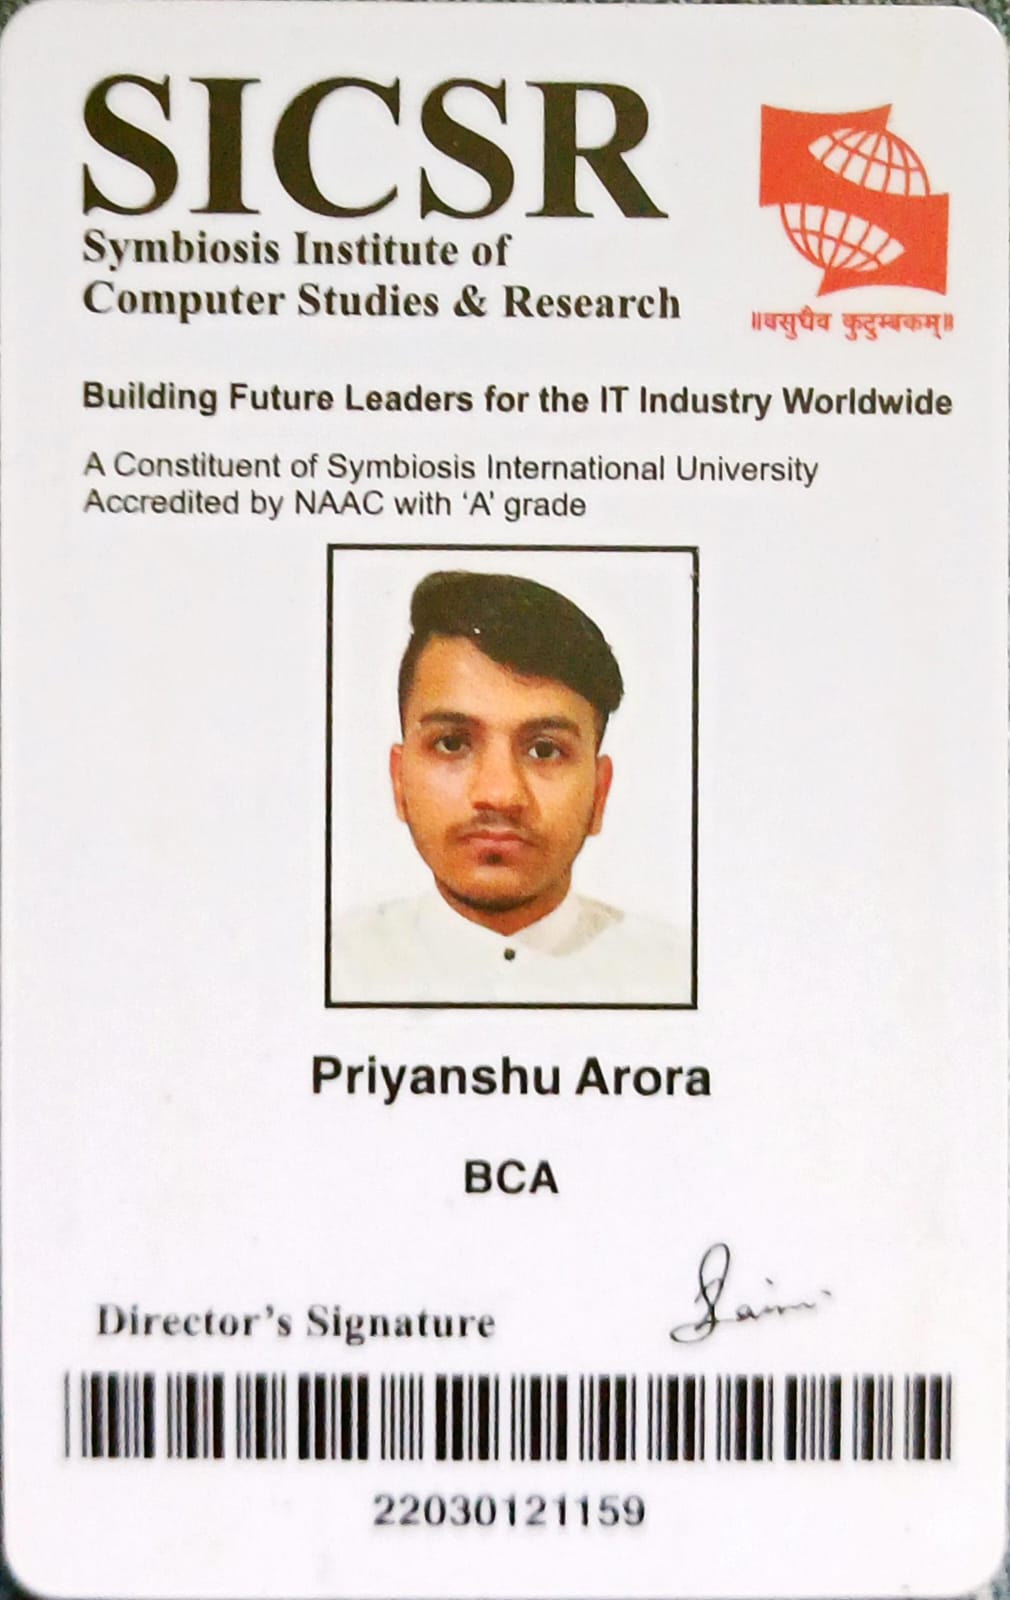 SICSR
Symbiosis Institute of
Computer Studies & Research
॥वसुधैव कुटुम्बकम्॥
Building Future Leaders for the IT Industry Worldwide
A Constituent of Symbiosis International University
Accredited by NAAC with ‘A’ grade
Priyanshu Arora
BCA
Director’s Signature
22030121159